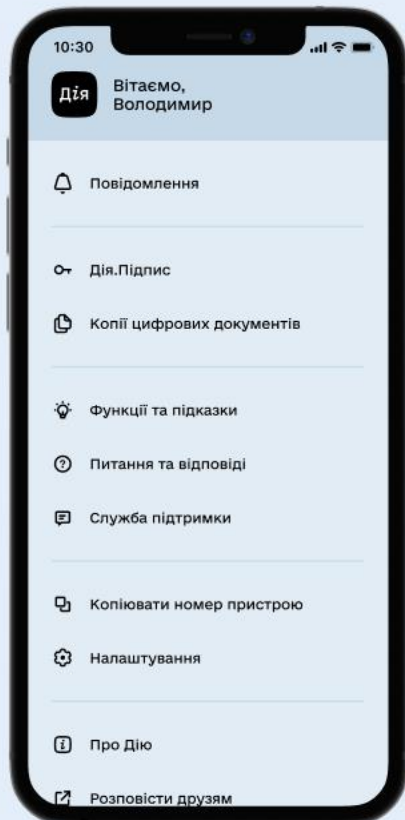 10:30
Дія
Вітаємо,
Володимир
Повідомлення
Дія.Підпис
Копії цифрових документів
Функції та підказки
Питання та відповіді
Служба підтримки
Копіювати номер пристрою
Налаштування
Про Дію
Розповісти друзям